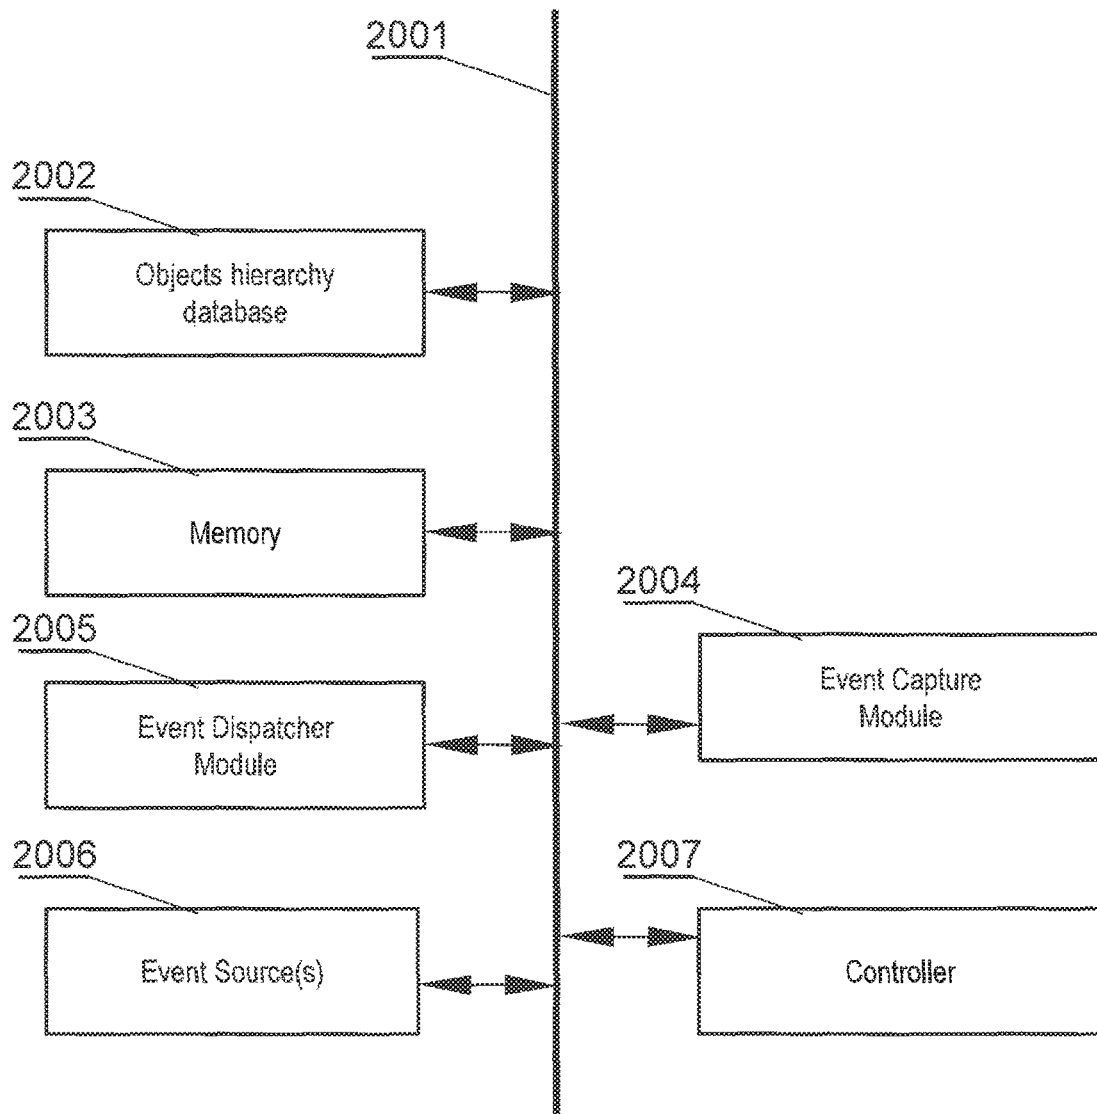 2001
2002
Objects hierarchy
database
2003
Memory
2004
2005
Event Capture
Module
Event Dispatcher
Module
2006
2007
Event Source(s)
Controller